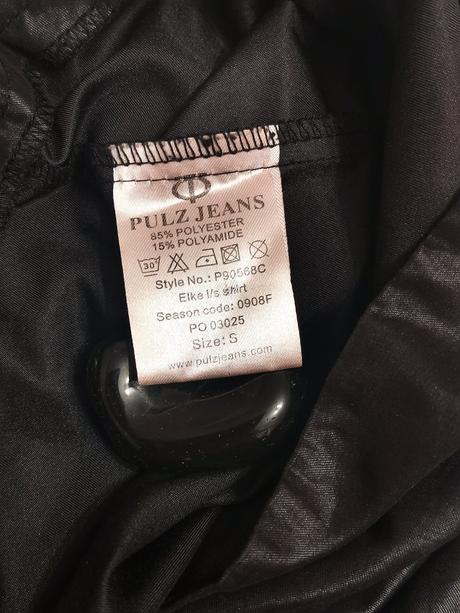 PULZ JEANS
85% POLYESTER
15% POLYAMIDE
30°
Style No.: P90568C
Elke l/s shirt
Season code: 0908F
PO 03025
Size: S
www.pulzjeans.com